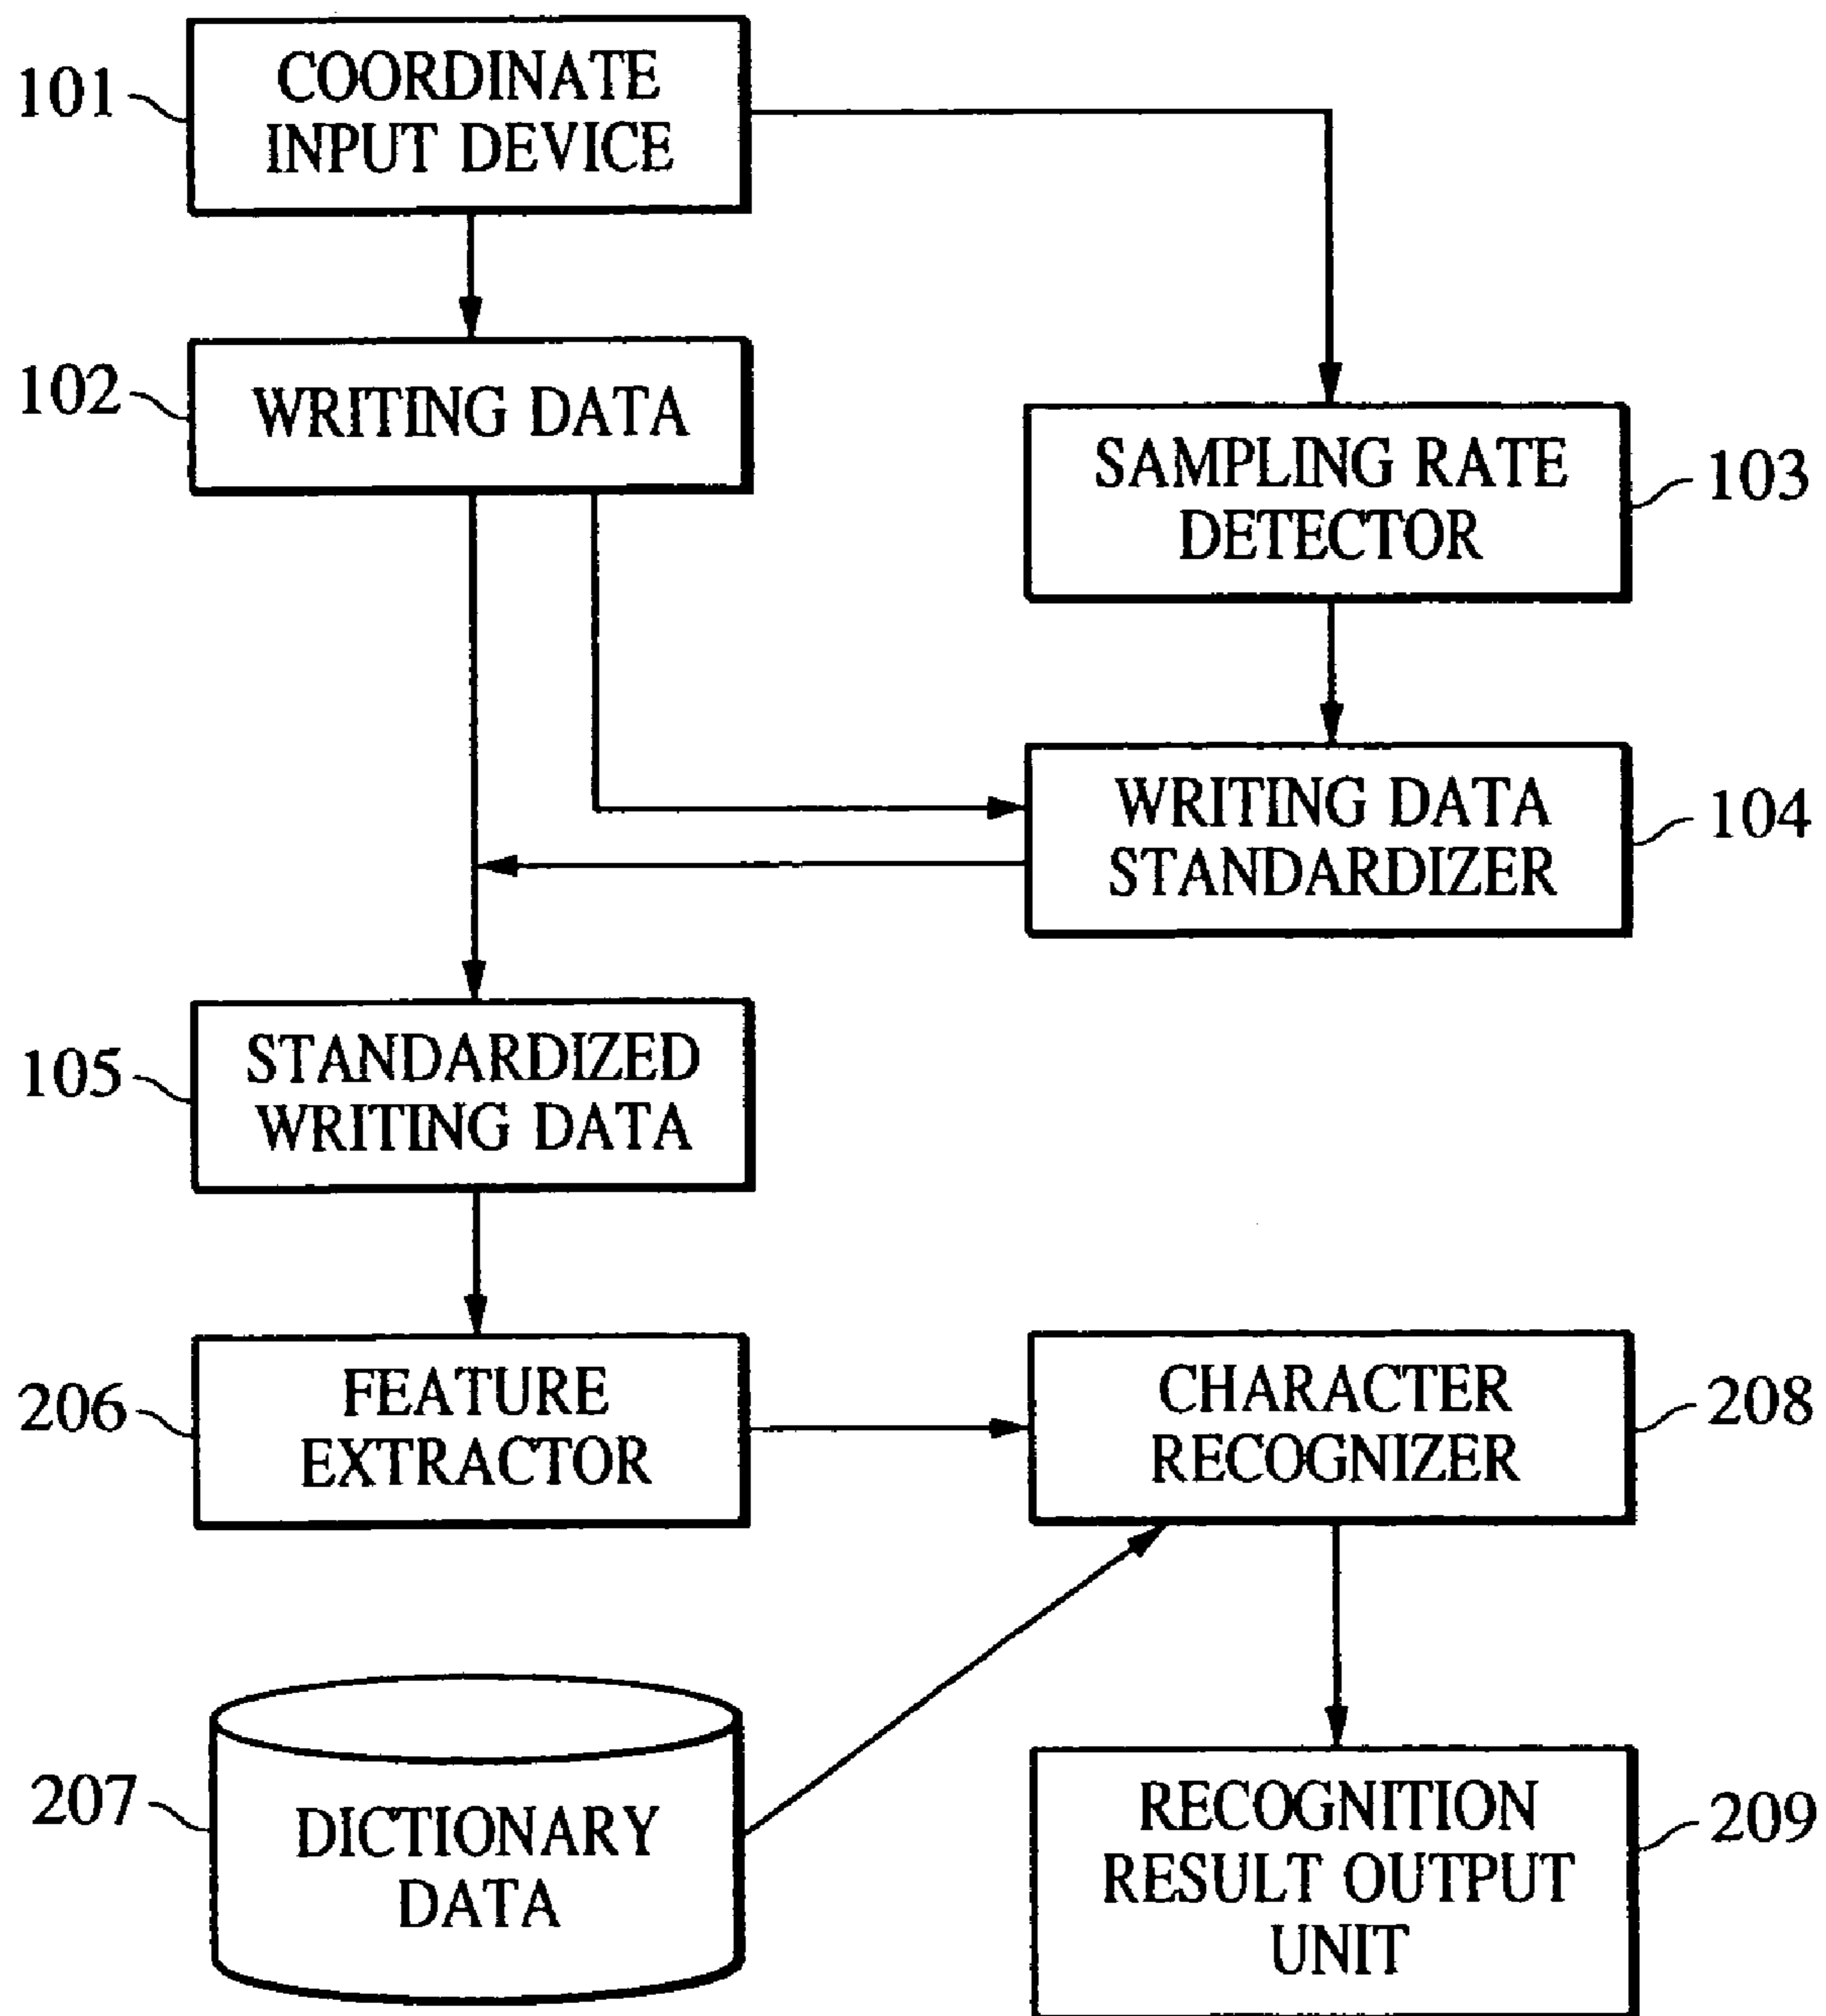 101
COORDINATE
INPUT DEVICE
102
WRITING DATA
SAMPLING RATE
DETECTOR
103
WRITING DATA
STANDARDIZER
104
105
STANDARDIZED
WRITING DATA
206
FEATURE
EXTRACTOR
CHARACTER
RECOGNIZER
208
207
DICTIONARY
DATA
RECOGNITION
RESULT OUTPUT
UNIT
209